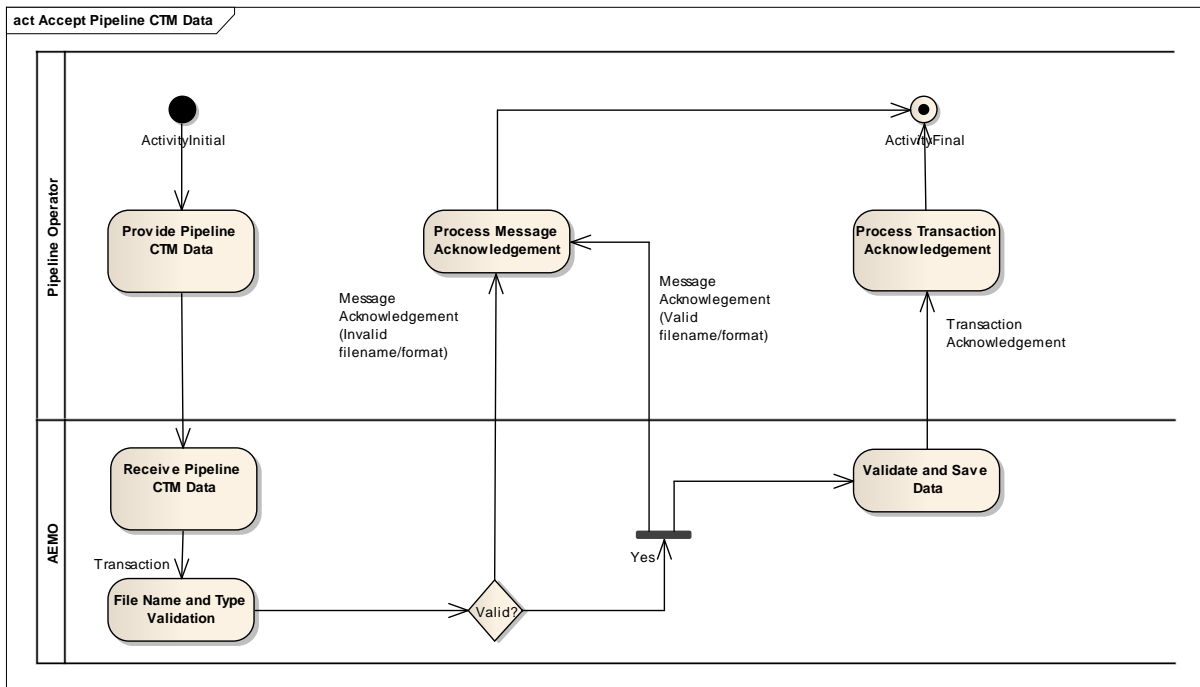 act Accept Pipeline CTM Data
Pipeline Operator
ActivityInitial
ActivityFinal
Provide Pipeline
CTM Data
Process Message
Acknowledgement
Process Transaction
Acknowledgement
Message
Acknowledgement
(Invalid
filename/format)
Message
Acknowlegement
(Valid
filename/format)
Transaction
Acknowledgement
AEMO
Receive Pipeline
CTM Data
Validate and Save
Data
Transaction
Yes
File Name and Type
Validation
Valid?